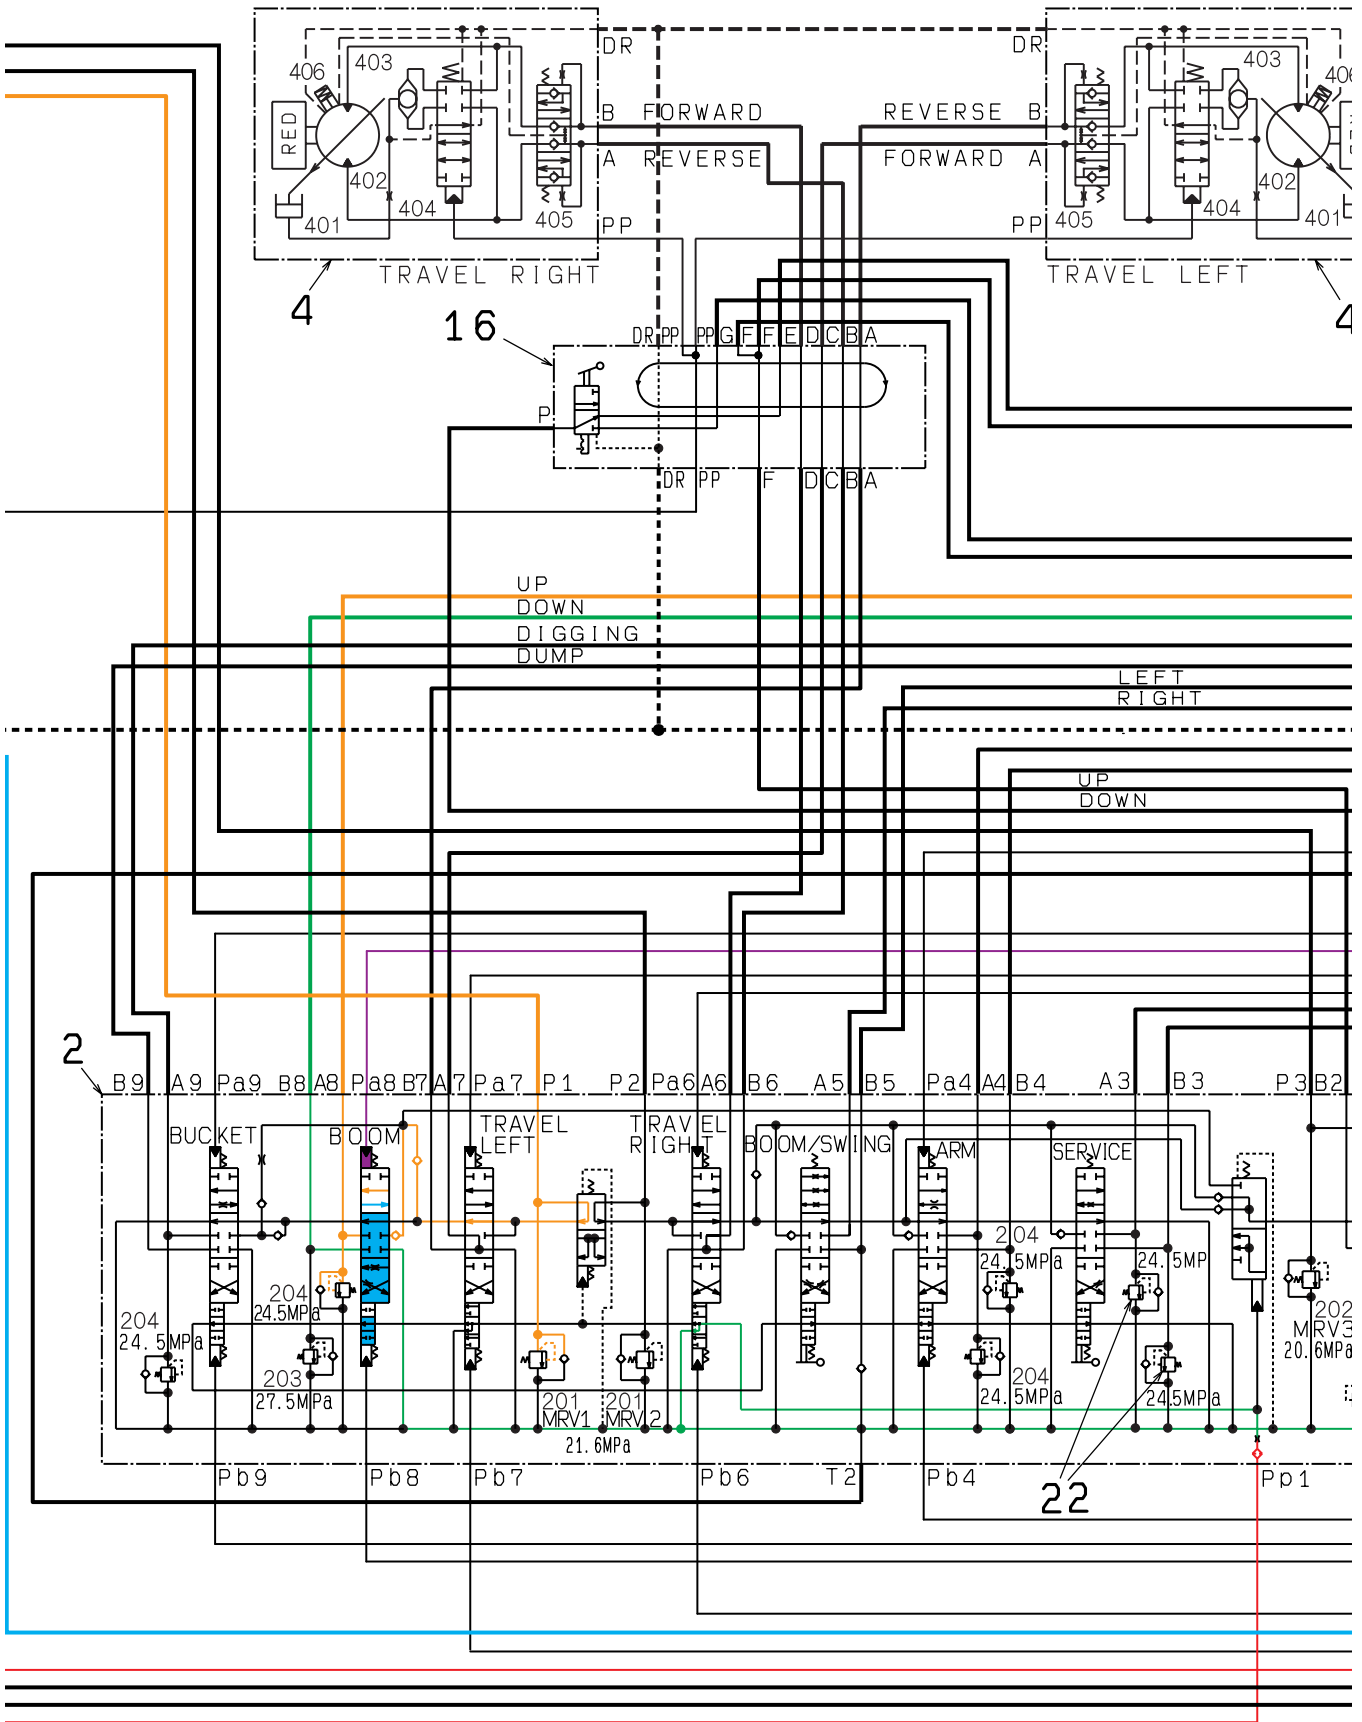 DR
DR
406
403
403
406
RED
B FORWARD
REVERSE B
A REVERSE
FORWARD A
402
402
404
405
405
404
401
401
PP
PP
TRAVEL RIGHT
TRAVEL LEFT
4
4
16
DR PP PP G F F E D C B A
P
DR PP F D C B A
UP
DOWN
DIGGING
DUMP
LEFT
RIGHT
UP
DOWN
2
B9 A9 Pa9 B8 A8 Pa8 B7 A7 Pa7 P1 P2 Pa6 A6 B6 A5 B5 Pa4 A4 B4 A3 B3 P3 B2
BUCKET
BOOM
TRAVEL
LEFT
TRAVEL
RIGHT
BOOM/SWING
ARM
SERVICE
204
24.5MPa
24.5MP
204
24.5MPa
204
24.5MPa
202
MRV3
20.6MPa
203
27.5MPa
201
MRV1
201
MRV2
21.6MPa
204
24.5MPa
24.5MPa
Pb9 Pb8 Pb7 Pb6 T2 Pb4 Pp1
22